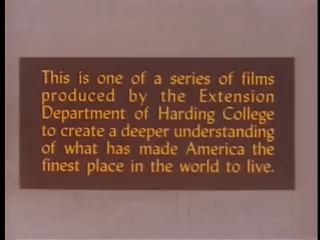 This is one of a series of films
produced by the Extension
Department of Harding College
to create a deeper understanding
of what has made America the
finest place in the world to live.